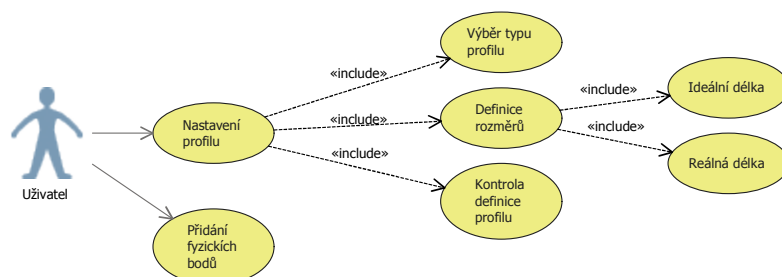 Výběr typu
profilu
«include»
Ideální délka
«include»
Nastavení
profilu
«include»
Definice
rozměrů
«include»
Reálná délka
«include»
Uživatel
Kontrola
definice
profilu
Přidání
fyzických
bodů